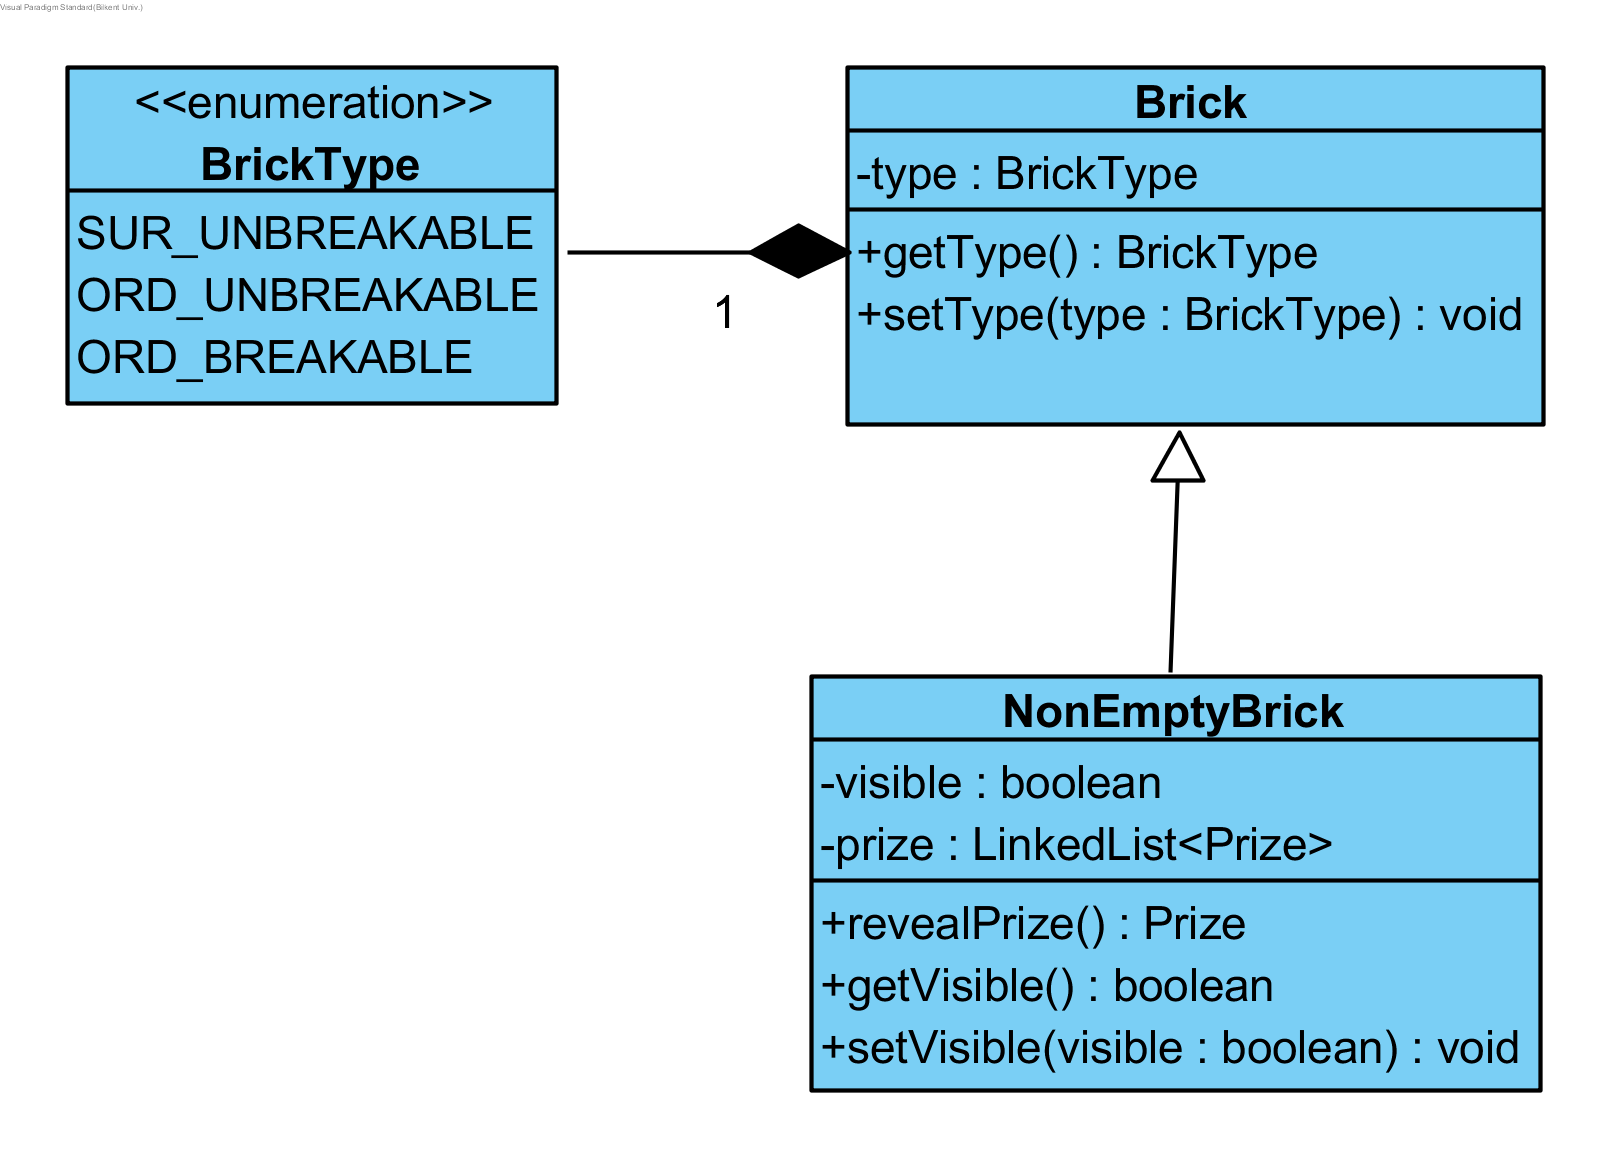 Visual Paradigm Standard(Bilkent Univ.)
<<enumeration>>
BrickType
SUR_UNBREAKABLE
ORD_UNBREAKABLE
ORD_BREAKABLE
1
Brick
-type : BrickType
+getType() : BrickType
+setType(type : BrickType) : void
NonEmptyBrick
-visible : boolean
-prize : LinkedList<Prize>
+revealPrize() : Prize
+getVisible() : boolean
+setVisible(visible : boolean) : void